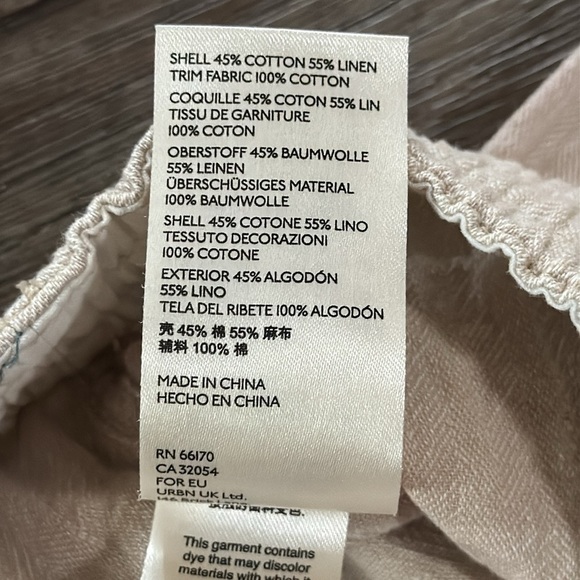 SHELL 45% COTTON 55% LINEN
TRIM FABRIC 100% COTTON
COQUILLE 45% COTON 55% LIN
TISSU DE GARNITURE
100% COTON
OBERSTOFF 45% BAUMWOLLE
55% LEINEN
ÜBERSCHÜSSIGES MATERIAL
100% BAUMWOLLE
SHELL 45% COTONE 55% LINO
TESSUTO DECORAZIONI
100% COTONE
EXTERIOR 45% ALGODÓN
55% LINO
TELA DEL RIBETE 100% ALGODÓN
壳 45% 棉 55% 麻布
辅料 100% 棉
MADE IN CHINA
HECHO EN CHINA
RN 66170
CA 32054
FOR EU
URBN UK Ltd.
This garment contains
dye that may discolor
materials with which it